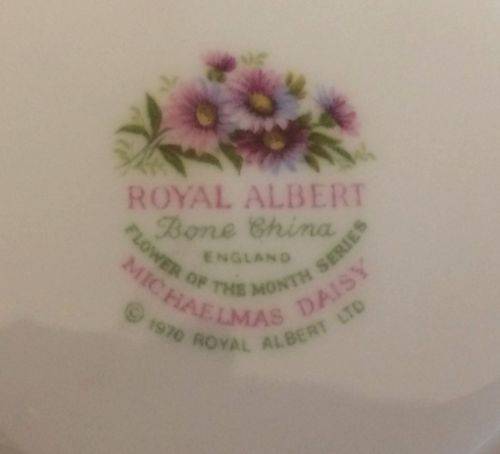 ROYAL ALBERT
Bone China
ENGLAND
FLOWER OF THE MONTH SERIES
MICHAELMAS DAISY
© 1970 ROYAL ALBERT LTD